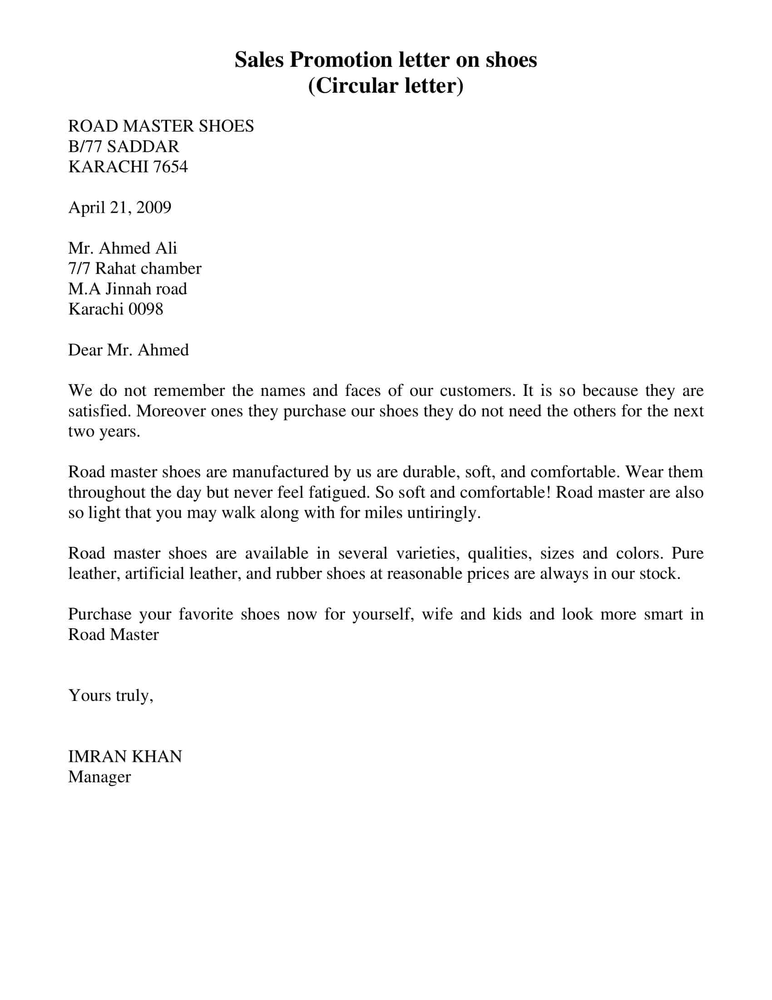 Sales Promotion letter on shoes
(Circular letter)
ROAD MASTER SHOES
B/77 SADDAR
KARACHI 7654
April 21, 2009
Mr. Ahmed Ali
7/7 Rahat chamber
M.A Jinnah road
Karachi 0098
Dear Mr. Ahmed
We do not remember the names and faces of our customers. It is so because they are
satisfied. Moreover ones they purchase our shoes they do not need the others for the next
two years.
Road master shoes are manufactured by us are durable, soft, and comfortable. Wear them
throughout the day but never feel fatigued. So soft and comfortable! Road master are also
so light that you may walk along with for miles untiringly.
Road master shoes are available in several varieties, qualities, sizes and colors. Pure
leather, artificial leather, and rubber shoes at reasonable prices are always in our stock.
Purchase your favorite shoes now for yourself, wife and kids and look more smart in
Road Master
Yours truly,
IMRAN KHAN
Manager